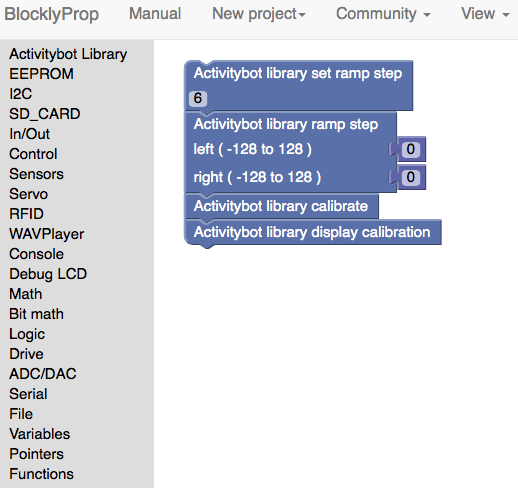 BlocklyProp Manual New project Community View
Activitybot Library
EEPROM
I2C
SD_CARD
In/Out
Control
Sensors
Servo
RFID
WAVPlayer
Console
Debug LCD
Math
Bit math
Logic
Drive
ADC/DAC
Serial
File
Variables
Pointers
Functions
Activitybot library set ramp step
6
Activitybot library ramp step
left ( -128 to 128 ) 0
right ( -128 to 128 ) 0
Activitybot library calibrate
Activitybot library display calibration